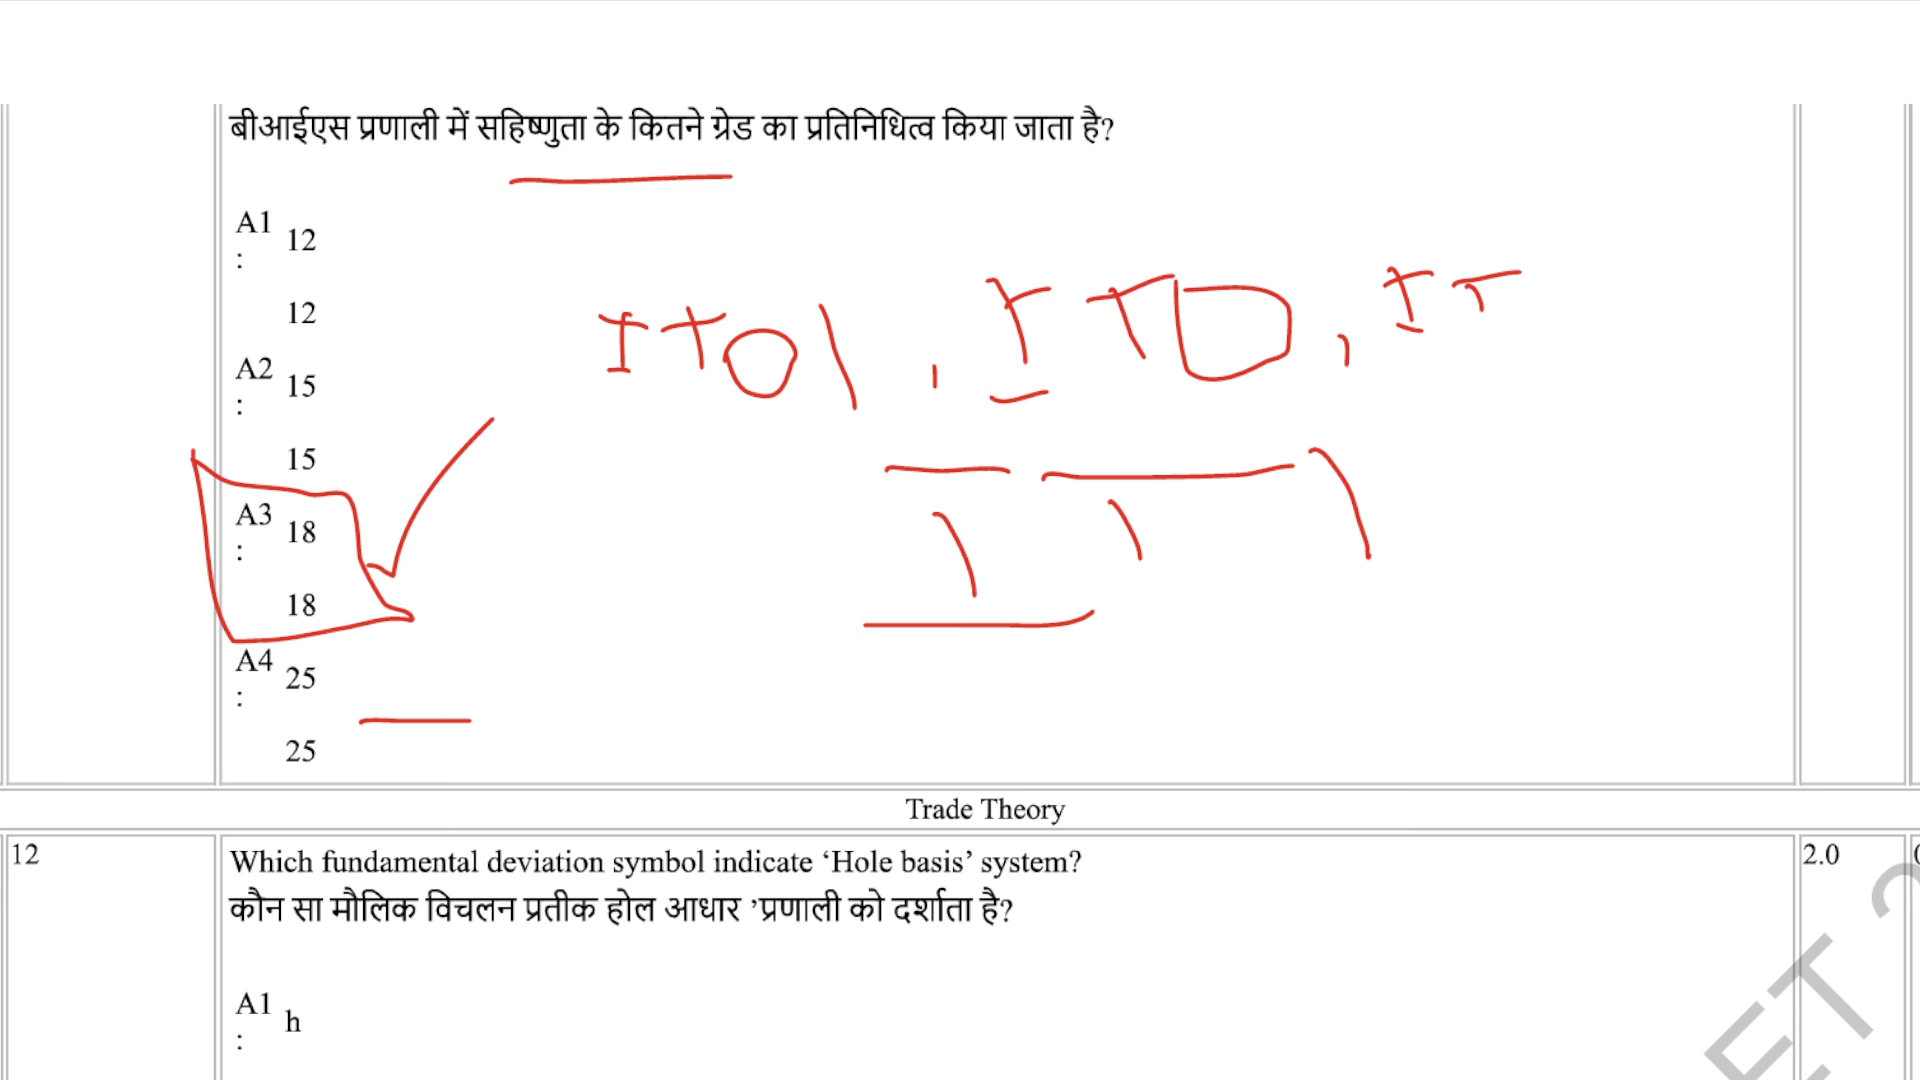 बीआईएस प्रणाली में सहिष्णुता के कितने ग्रेड का प्रतिनिधित्व किया जाता है?
A1 : 12
12
A2 : 15
15
A3 : 18
18
A4 : 25
25
IT01, IT0, IT
Trade Theory
12
Which fundamental deviation symbol indicate ‘Hole basis’ system?
2.0
कौन सा मौलिक विचलन प्रतीक होल आधार ’प्रणाली को दर्शाता है?
A1 : h
ET